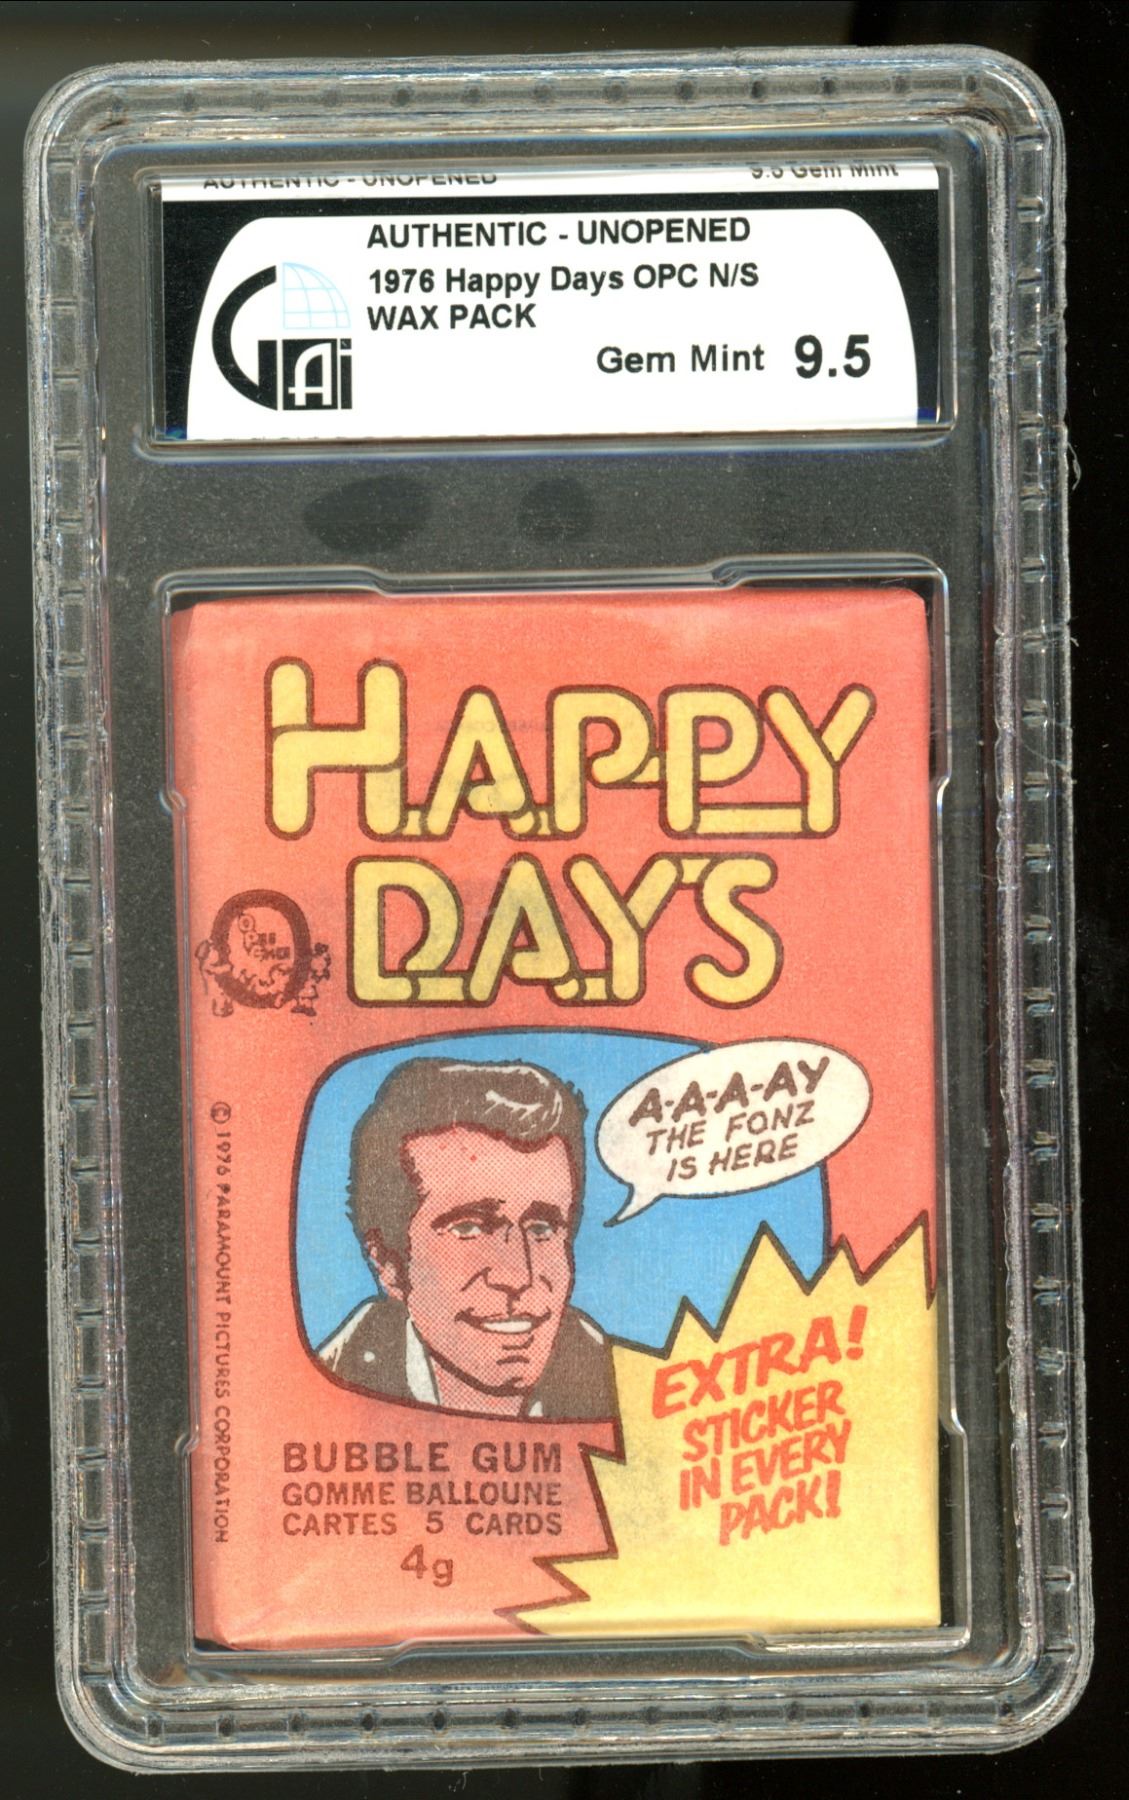 AUTHENTIC - UNOPENED 9.5 Gem Mint
AUTHENTIC - UNOPENED
1976 Happy Days OPC N/S
WAX PACK
Gem Mint 9.5
GAi
HAPPY
DAYS
O
O PEE
CHEE
A-A-A-AY
THE FONZ
IS HERE
© 1976 PARAMOUNT PICTURES CORPORATION
EXTRA!
STICKER
IN EVERY
PACK!
BUBBLE GUM
GOMME BALLOUNE
CARTES 5 CARDS
4g